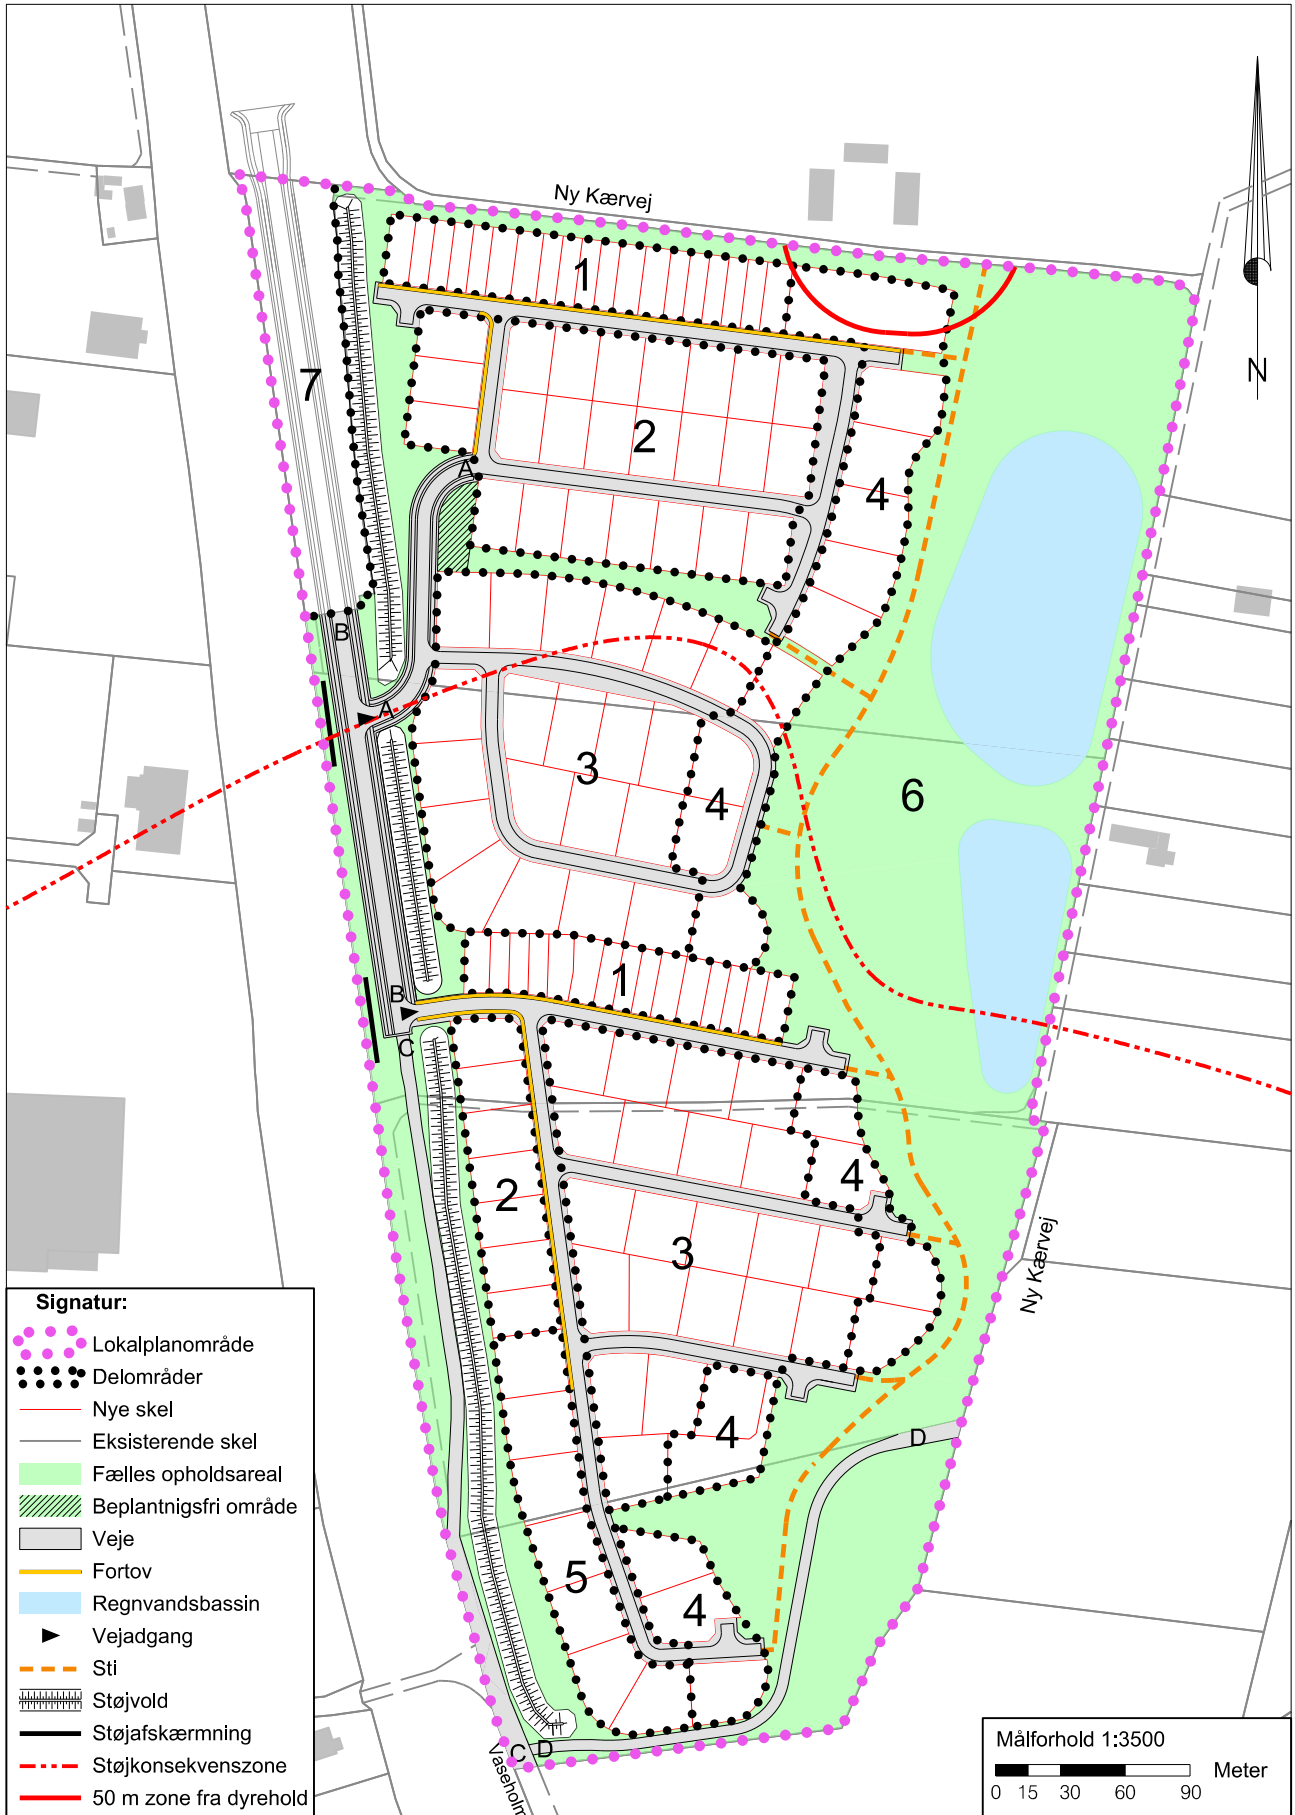 Ny Kærvej
1
N
7
2
A
4
B
A
3
4
6
1
B
C
4
2
3
Ny Kærvej
4
D
5
4
C
D
Vaseholm
Signatur:
Lokalplanområde
Delområder
Nye skel
Eksisterende skel
Fælles opholdsareal
Beplantnigsfri område
Veje
Fortov
Regnvandsbassin
Vejadgang
Sti
Støjvold
Støjafskærmning
Støjkonsekvenszone
50 m zone fra dyrehold
Målforhold 1:3500
Meter
0 15 30 60 90